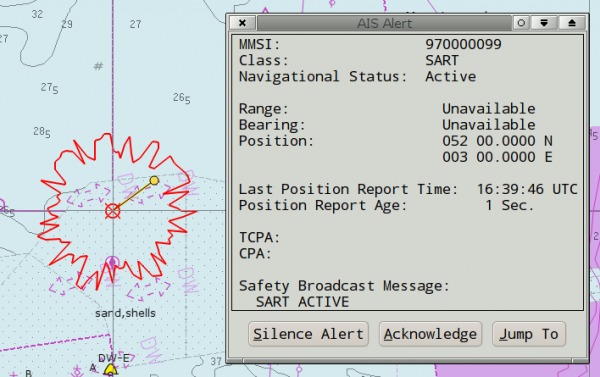 AIS Alert
MMSI: 970000099
Class: SART
Navigational Status: Active
Range: Unavailable
Bearing: Unavailable
Position: 052 00.0000 N
003 00.0000 E
Last Position Report Time: 16:39:46 UTC
Position Report Age: 1 Sec.
TCPA:
CPA:
Safety Broadcast Message:
SART ACTIVE
Silence Alert Acknowledge Jump To
32
27₅
26₅
28₅
DW
DW
DW
DW
sand,shells
DW
DW-E
A
B
37